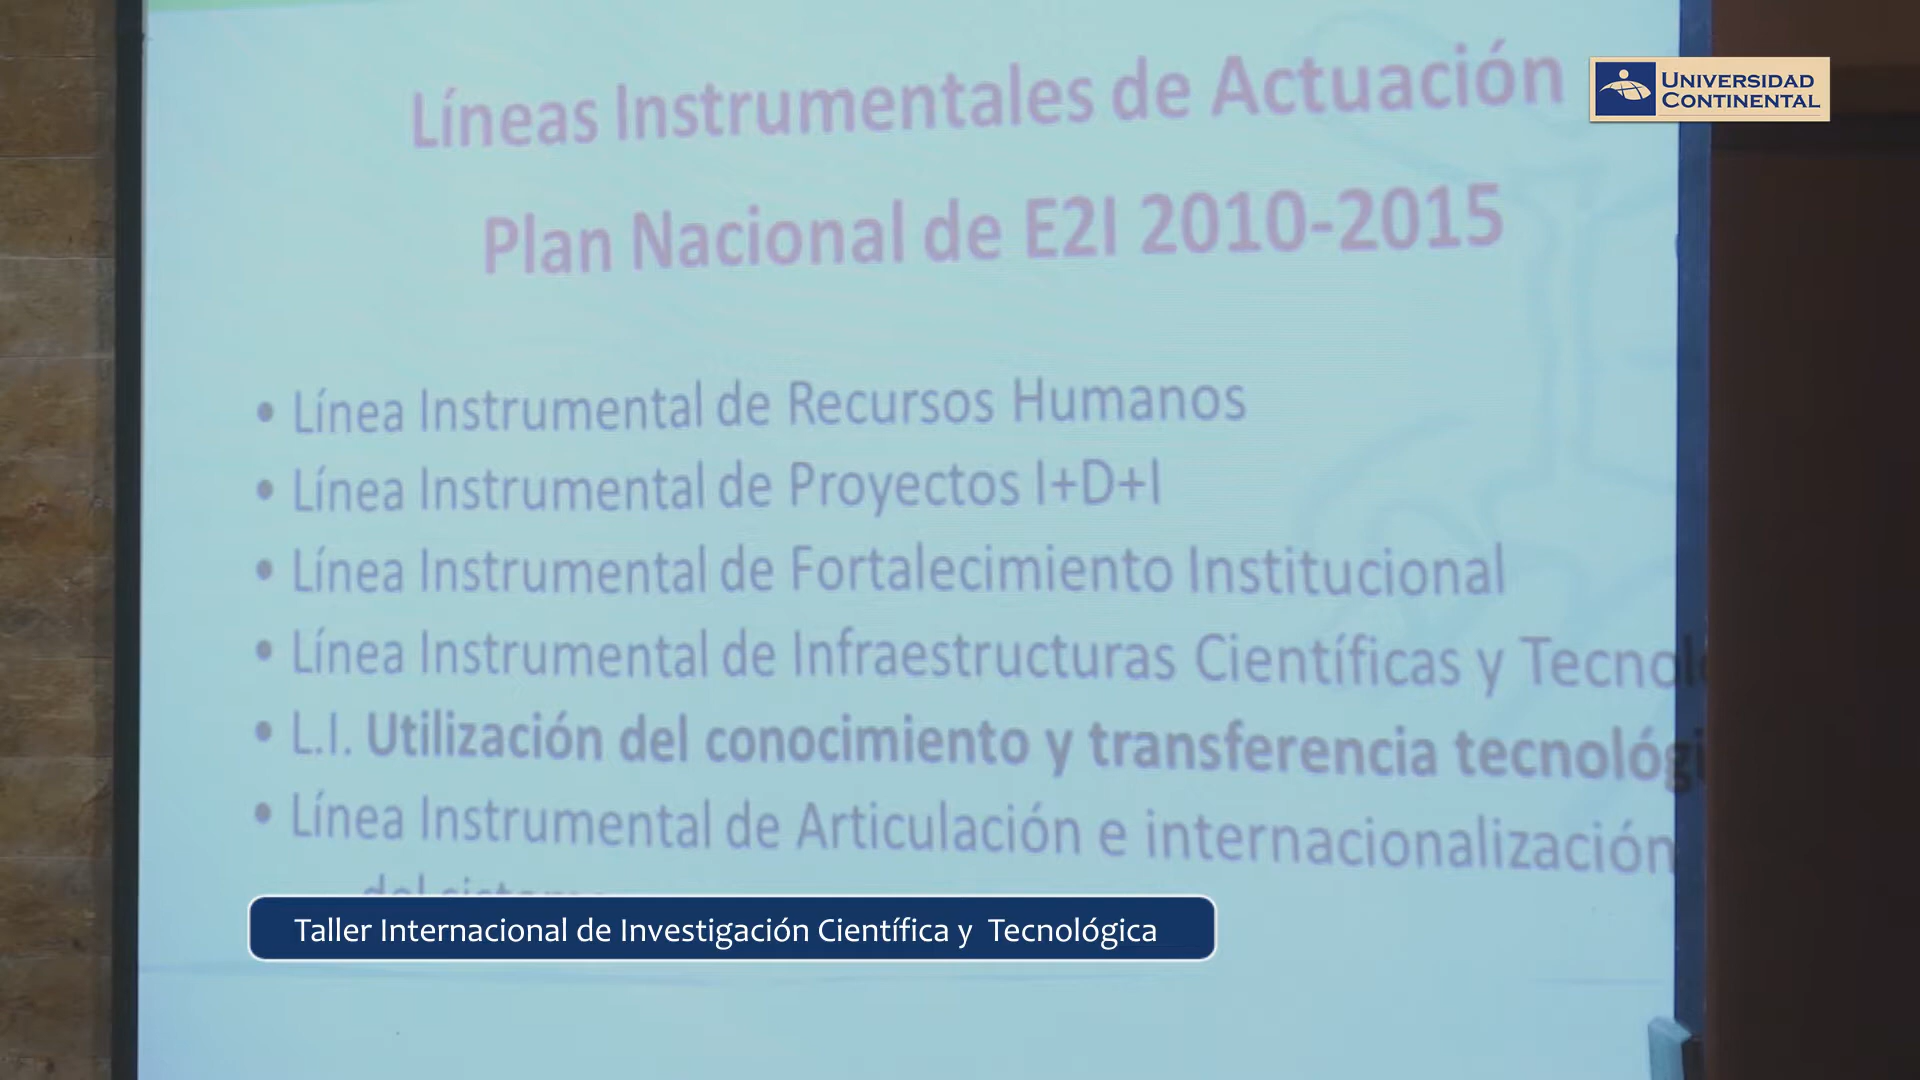 Líneas Instrumentales de Actuación
UNIVERSIDAD
CONTINENTAL
Plan Nacional de E2I 2010-2015
• Línea Instrumental de Recursos Humanos
• Línea Instrumental de Proyectos I+D+I
• Línea Instrumental de Fortalecimiento Institucional
• Línea Instrumental de Infraestructuras Científicas y
• L.I. Utilización del conocimiento y transferencia
• Línea Instrumental de Articulación e internacionalización
Taller Internacional de Investigación Científica y Tecnológica